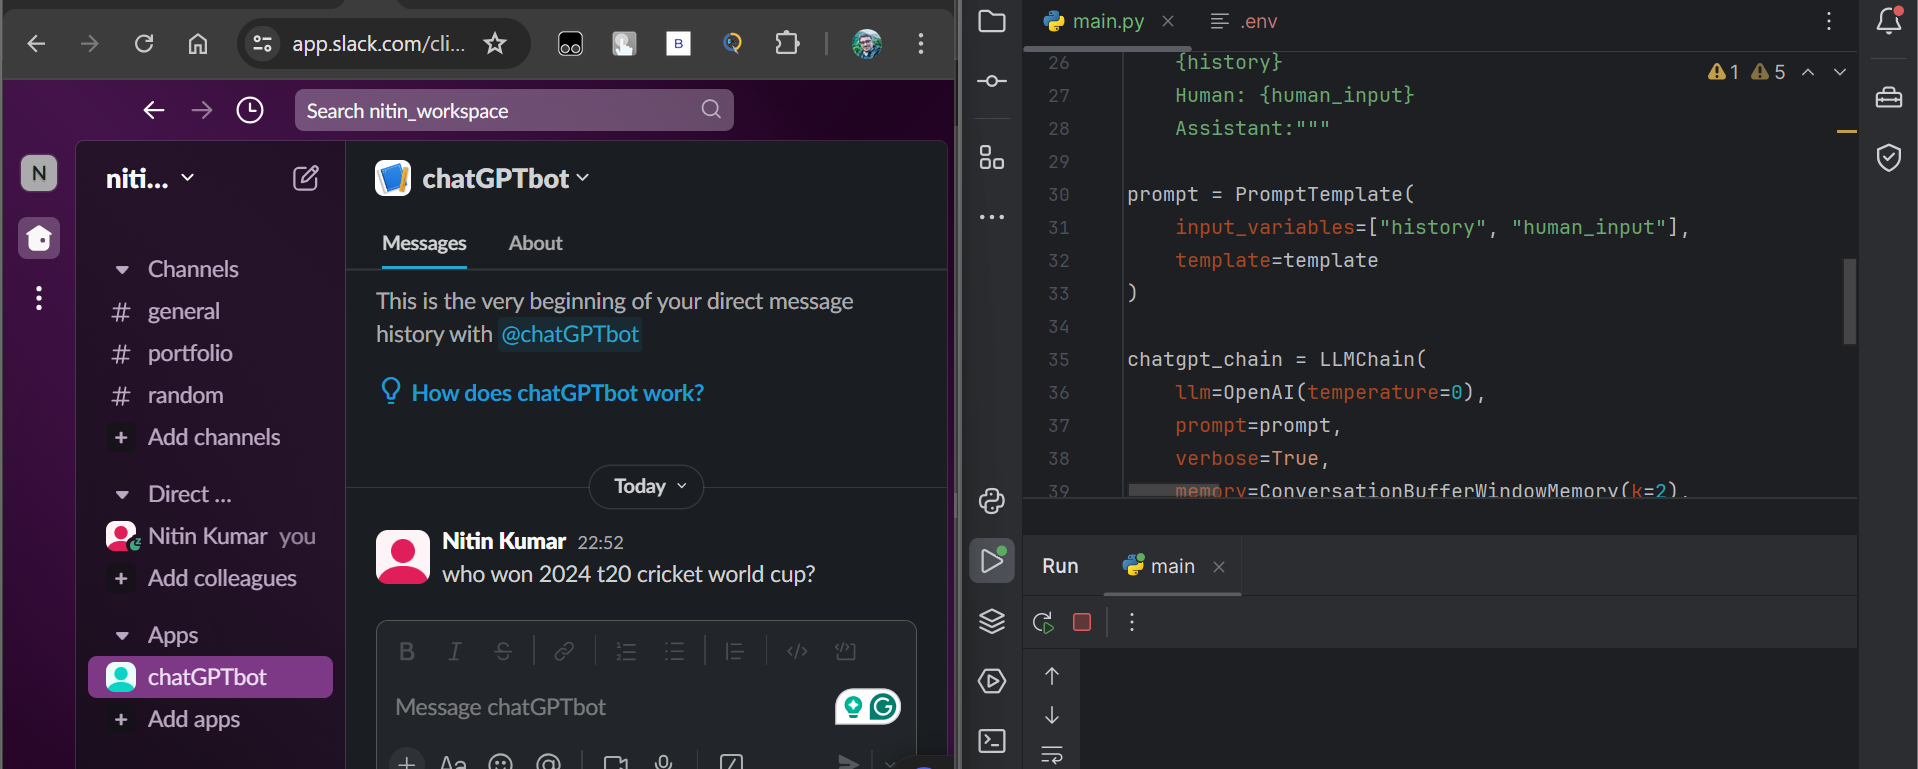 app.slack.com/cli...
B
Search nitin_workspace
N
niti...
Channels
# general
# portfolio
# random
+ Add channels
Direct ...
Nitin Kumar you
+ Add colleagues
Apps
chatGPTbot
+ Add apps
chatGPTbot
Messages About
This is the very beginning of your direct message
history with @chatGPTbot
How does chatGPTbot work?
Today
Nitin Kumar 22:52
who won 2024 t20 cricket world cup?
B I S
Message chatGPTbot
+ Aa
main.py .env
1 5
26 {history}
27 Human: {human_input}
28 Assistant:"""
29
30 prompt = PromptTemplate(
31 input_variables=["history", "human_input"],
32 template=template
33 )
34
35 chatgpt_chain = LLMChain(
36 llm=OpenAI(temperature=0),
37 prompt=prompt,
38 verbose=True,
39 memory=ConversationBufferWindowMemory(k=2),
Run main